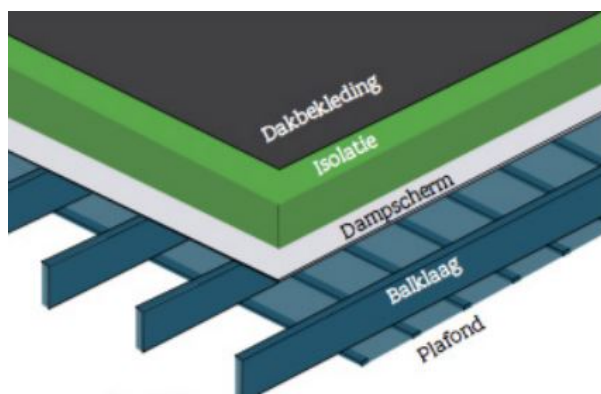 Dakbekleding
Isolatie
Dampscherm
Balklaag
Plafond